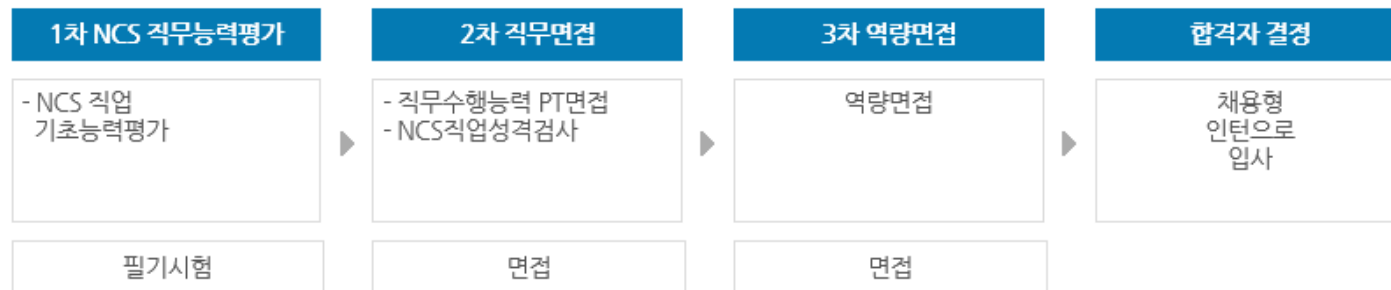 1차 NCS 직무능력평가
2차 직무면접
3차 역량면접
합격자 결정
- NCS 직업
기초능력평가
- 직무수행능력 PT면접
- NCS직업성격검사
역량면접
채용형
인턴으로
입사
필기시험
면접
면접